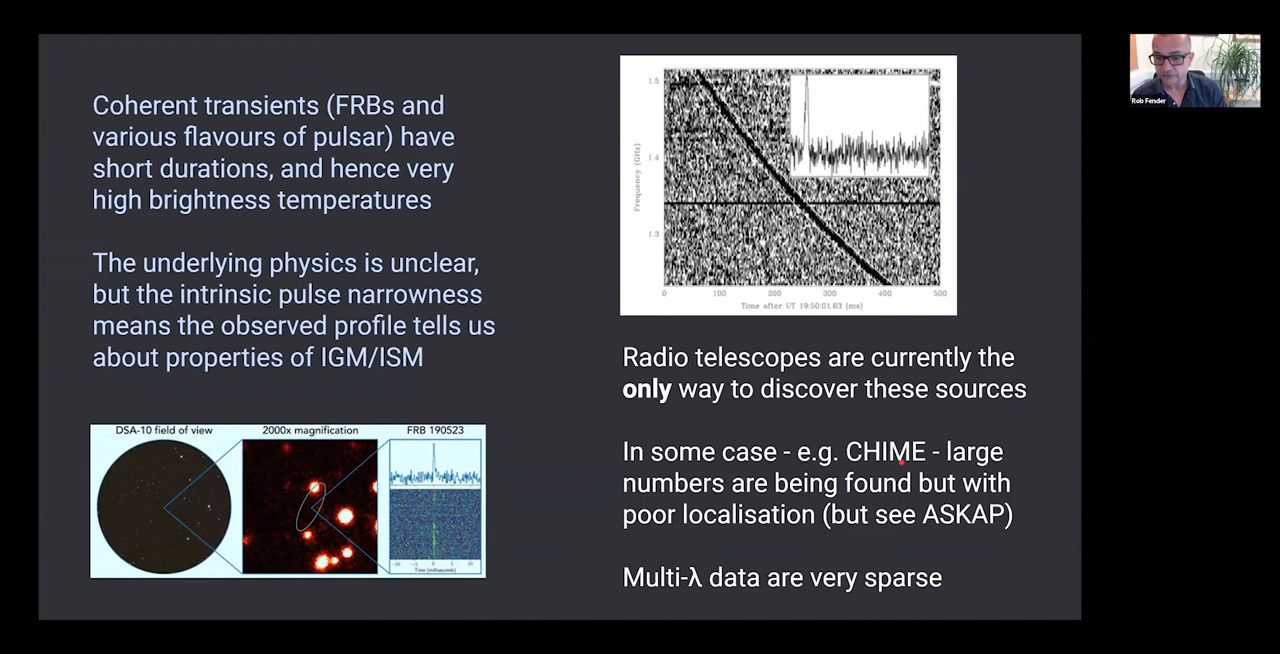 Coherent transients (FRBs and
various flavours of pulsar) have
short durations, and hence very
high brightness temperatures
The underlying physics is unclear,
but the intrinsic pulse narrowness
means the observed profile tells us
about properties of IGM/ISM
DSA-10 field of view
2000x magnification
FRB 190523
-10 -5 0 5 10
Time (milliseconds)
1.5
1.4
1.3
Frequency (GHz)
0 100 200 300 400 500
Time after UT 19:50:01.63 (ms)
Radio telescopes are currently the
only way to discover these sources
In some case - e.g. CHIME - large
numbers are being found but with
poor localisation (but see ASKAP)
Multi-λ data are very sparse
Rob Fender